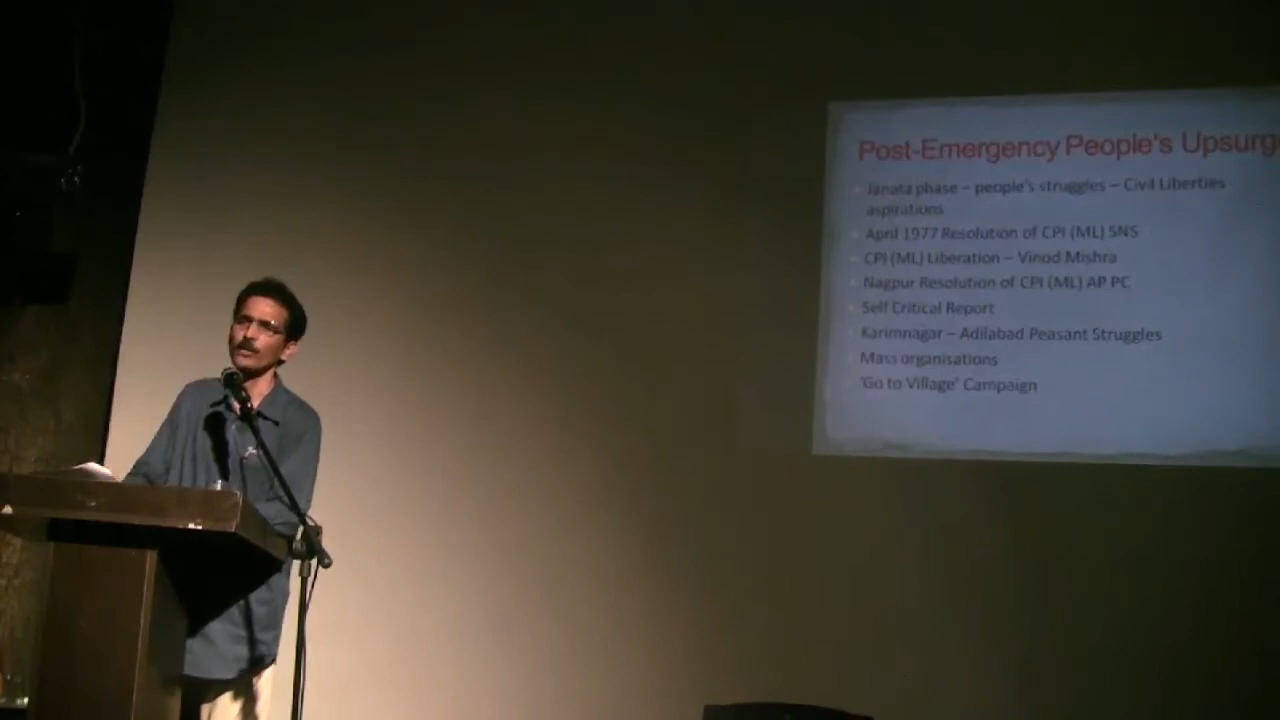 Post-Emergency People's Upsurg
Janata phase – people's struggles – Civil Liberties
aspirations
April 1977 Resolution of CPI (ML) SNS
CPI (ML) Liberation – Vinod Mishra
Nagpur Resolution of CPI (ML) AP PC
Self Critical Report
Karimnagar – Adilabad Peasant Struggles
Mass organisations
'Go to Village' Campaign